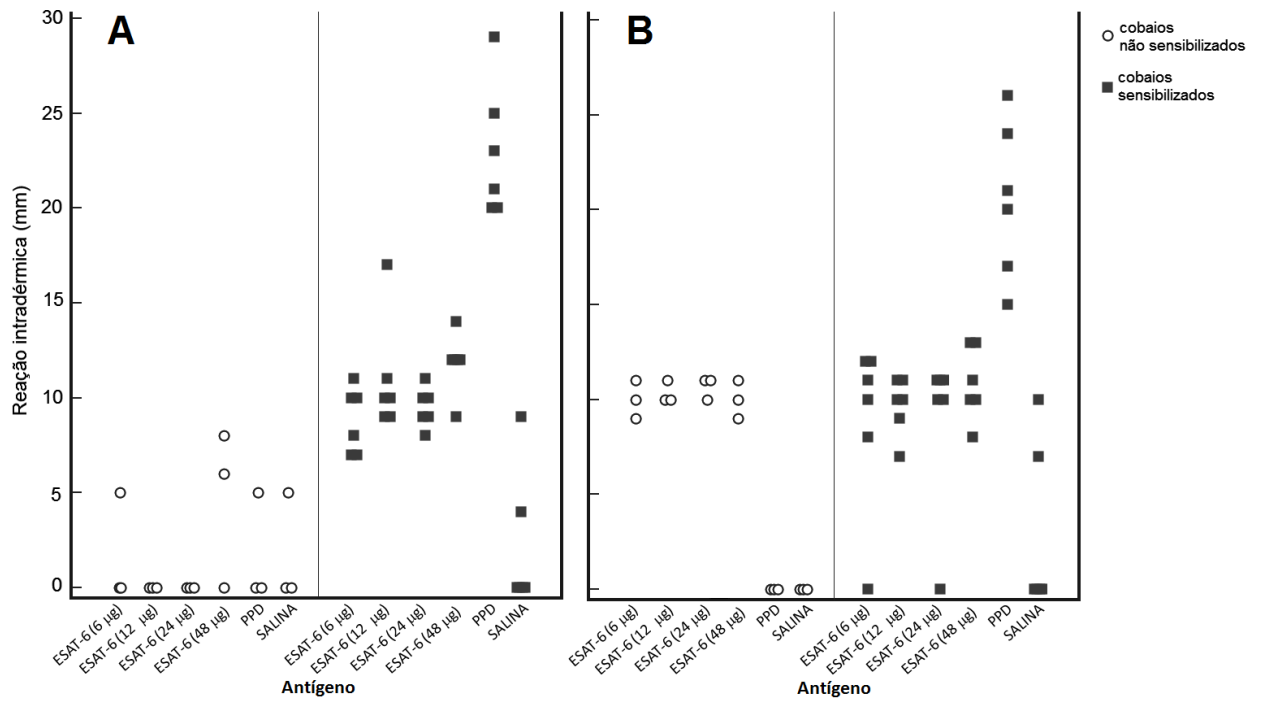 A
B
cobaios
não sensibilizados
cobaios
sensibilizados
Reação intradérmica (mm)
30
25
20
15
10
5
0
ESAT-6 (6 µg)
ESAT-6 (12 µg)
ESAT-6 (24 µg)
ESAT-6 (48 µg)
PPD
SALINA
ESAT-6 (6 µg)
ESAT-6 (12 µg)
ESAT-6 (24 µg)
ESAT-6 (48 µg)
PPD
SALINA
Antígeno
ESAT-6 (6 µg)
ESAT-6 (12 µg)
ESAT-6 (24 µg)
ESAT-6 (48 µg)
PPD
SALINA
ESAT-6 (6 µg)
ESAT-6 (12 µg)
ESAT-6 (24 µg)
ESAT-6 (48 µg)
PPD
SALINA
Antígeno